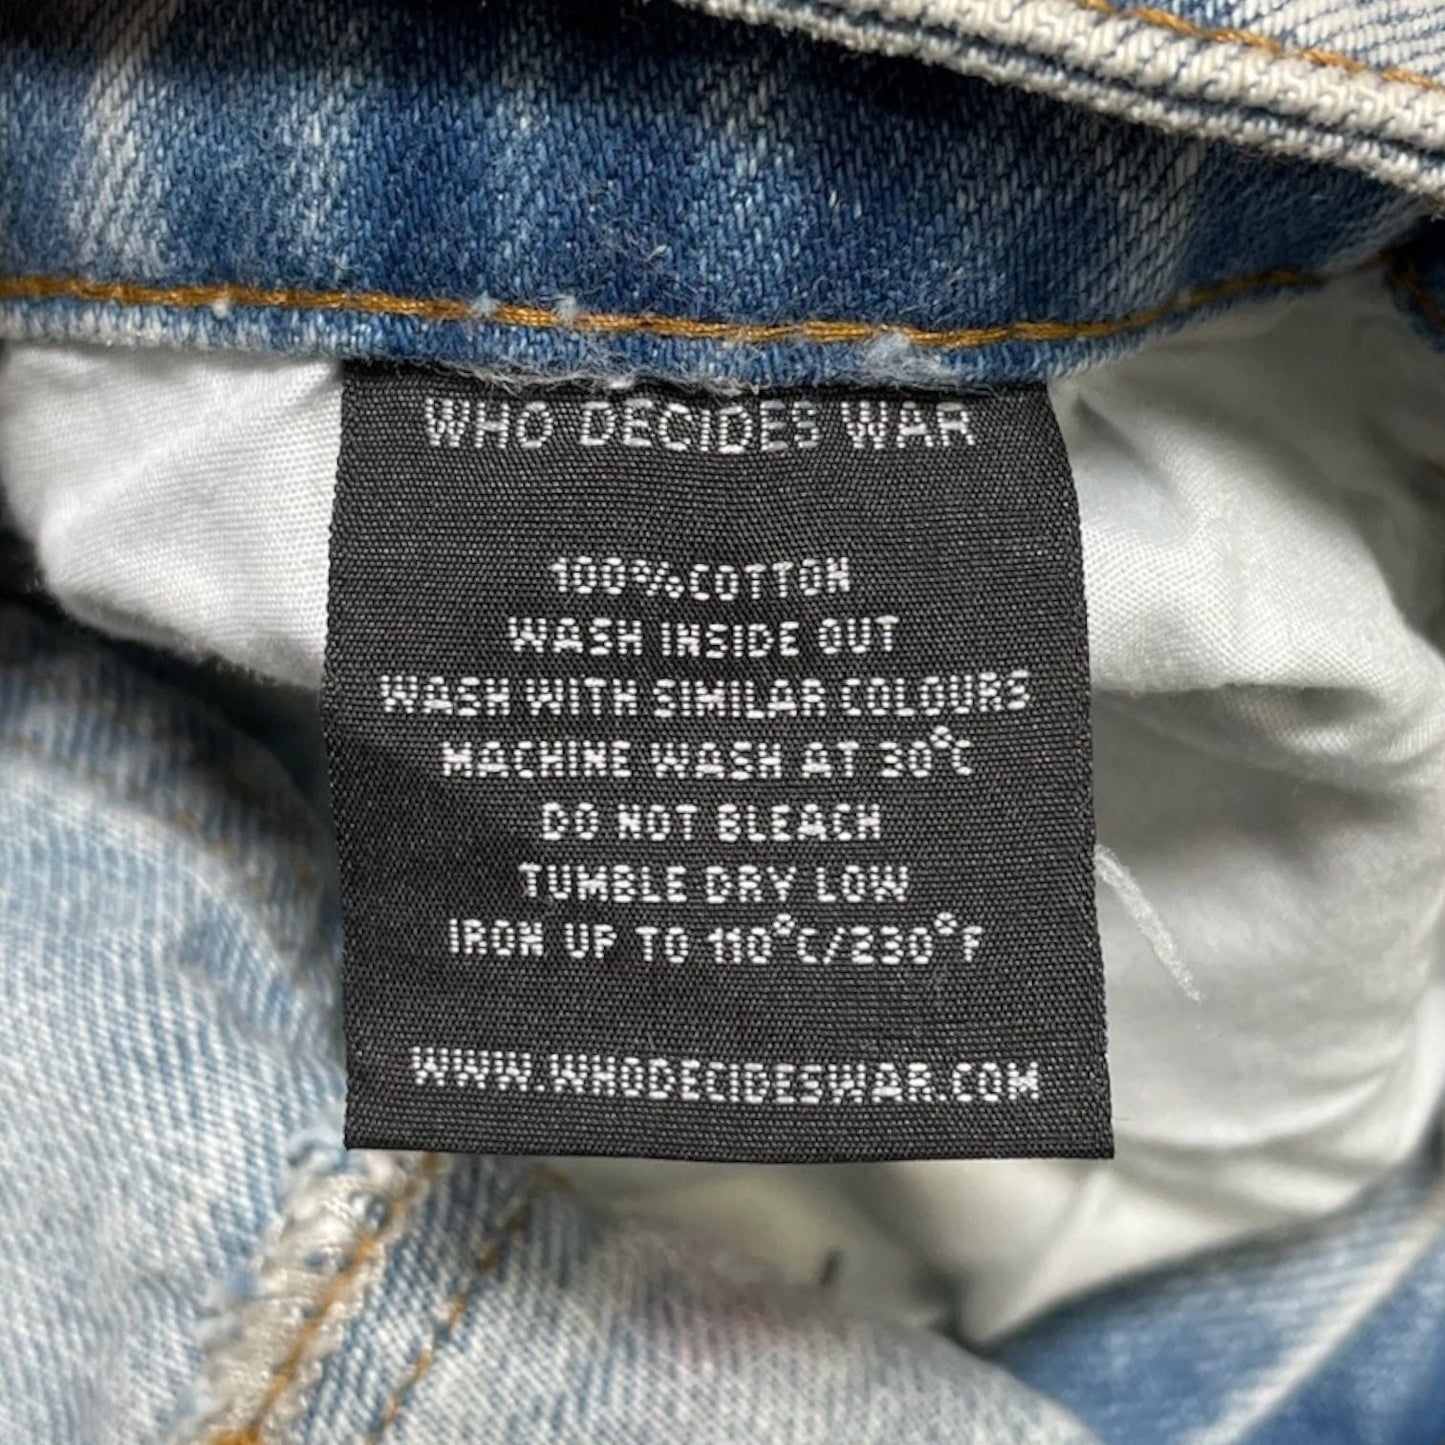 WHO DECIDES WAR
100%COTTON
WASH INSIDE OUT
WASH WITH SIMILAR COLOURS
MACHINE WASH AT 30°C
DO NOT BLEACH
TUMBLE DRY LOW
IRON UP TO 110°C/230°F
WWW.WHODECIDESWAR.COM